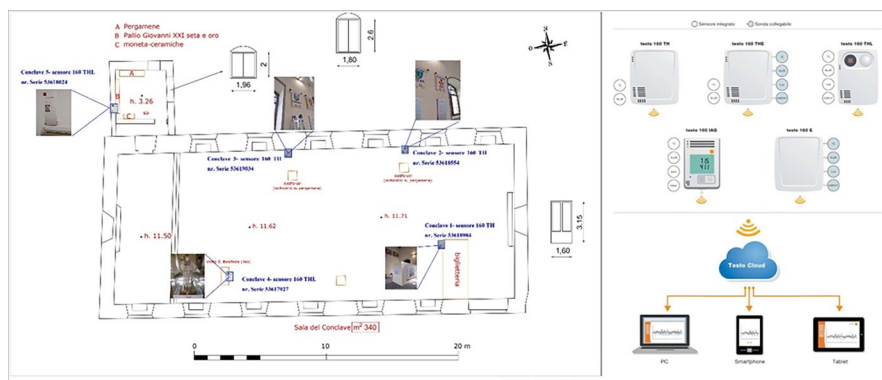 A Pergamene
B Pallio Giovanni XXI seta e oro
C moneta-ceramiche
Conclave 5- sensore 160 THL
nr. Serie 53618024
A
B
C
h. 3.26
2
1,96
2.6
1,80
Conclave 3- sensore 160 TH
nr. Serie 53619034
Conclave 2- sensore 160 TH
nr. Serie 53618554
h. 11.50
h. 11.62
h. 11.71
Conclave 1- sensore 160 TH
nr. Serie 53618984
biglietteria
3.15
1,60
Conclave 4- sensore 160 THL
nr. Serie 53617927
Sala del Conclave m² 340
0 10 20 m
Sensore integrato
Sonda collegabile
testo 160 TH
testo 160 THE
testo 160 THL
testo 160 IAQ
testo 160 E
Testo Cloud
PC
Smartphone
Tablet